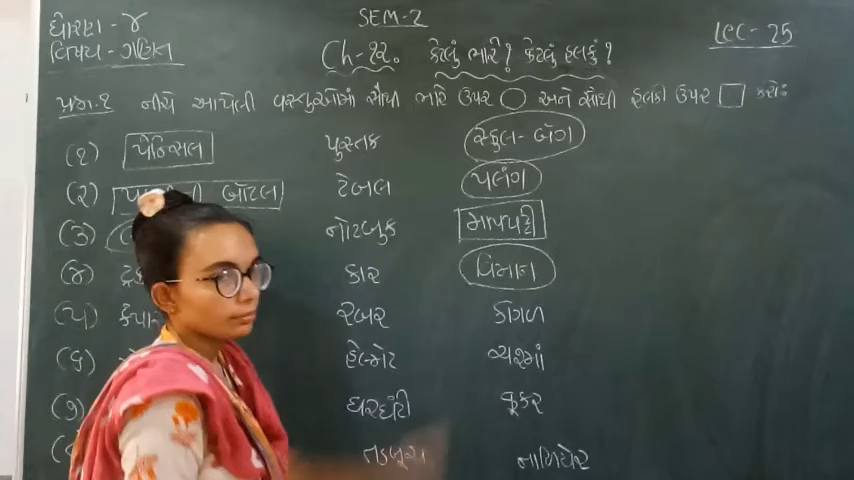 ધોરણ - ૪
SEM-2
LEC - 25
વિષય - ગણિત
Ch-૧૨. કેટલું ભારે? કેટલું હલકું?
પ્રશ્ન-૧ નીચે આપેલી વસ્તુઓમાં સૌથી ભારે ઉપર ○ અને સૌથી હલકા ઉપર □ કરો:
(૧) પેન્સિલ પુસ્તક સ્કુલ-બૅગ
(૨) બૉટલ ટેબલ પલંગ
(૩) નોટબુક માપપટ્ટી
(૪) કાર વિમાન
(૫) રબર કાગળ
(૬) હેલ્મેટ ચશ્માં
(૭) ઘરઘંટી કૂકર
તડબૂચ નાળિયેર